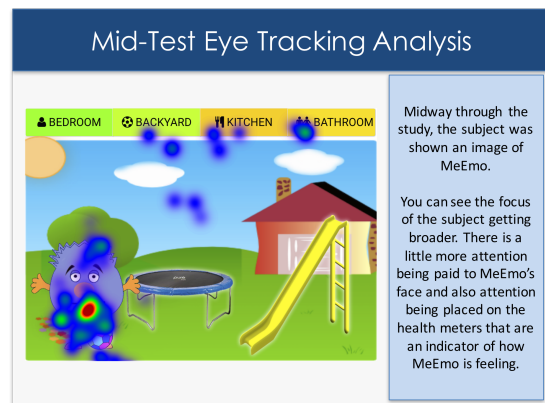 Mid-Test Eye Tracking Analysis
BEDROOM
BACKYARD
KITCHEN
BATHROOM
Midway through the
study, the subject was
shown an image of
MeEmo.
You can see the focus
of the subject getting
broader. There is a
little more attention
being paid to MeEmo's
face and also attention
being placed on the
health meters that are
an indicator of how
MeEmo is feeling.